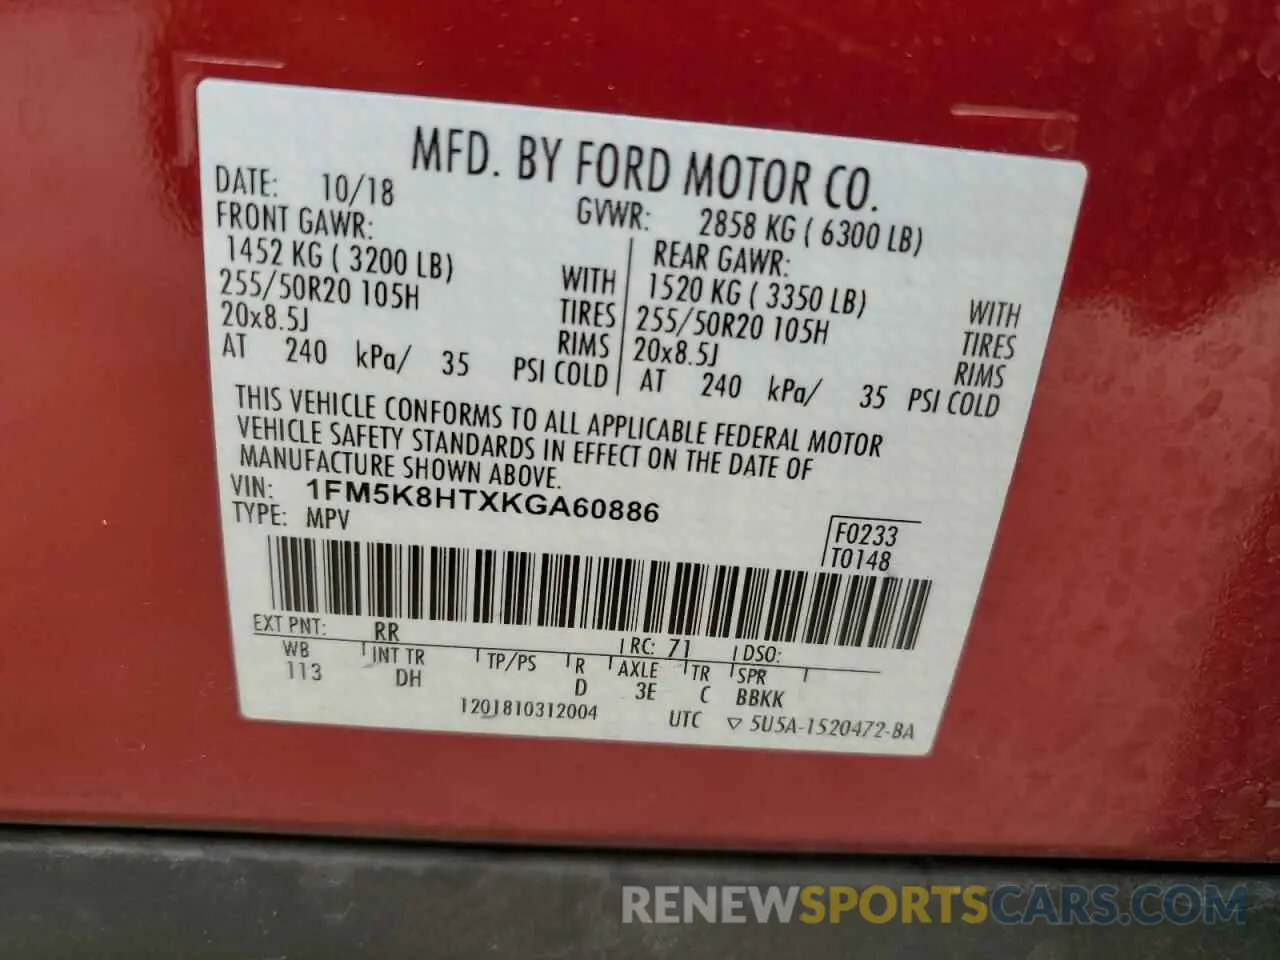 MFD. BY FORD MOTOR CO.
DATE: 10/18 GVWR: 2858 KG ( 6300 LB)
FRONT GAWR: REAR GAWR:
1452 KG ( 3200 LB) WITH 1520 KG ( 3350 LB) WITH
255/50R20 105H TIRES 255/50R20 105H TIRES
20x8.5J RIMS 20x8.5J RIMS
AT 240 kPa/ 35 PSI COLD AT 240 kPa/ 35 PSI COLD
THIS VEHICLE CONFORMS TO ALL APPLICABLE FEDERAL MOTOR
VEHICLE SAFETY STANDARDS IN EFFECT ON THE DATE OF
MANUFACTURE SHOWN ABOVE.
VIN: 1FM5K8HTXKGA60886
TYPE: MPV
F0233
T0148
EXT PNT: RR RC: 71 DSO:
WB INT TR TP/PS R AXLE TR SPR
113 DH D 3E C BBKK
1201810312004 UTC ▽ 5U5A-1520472-BA
RENEWSPORTSCARS.COM